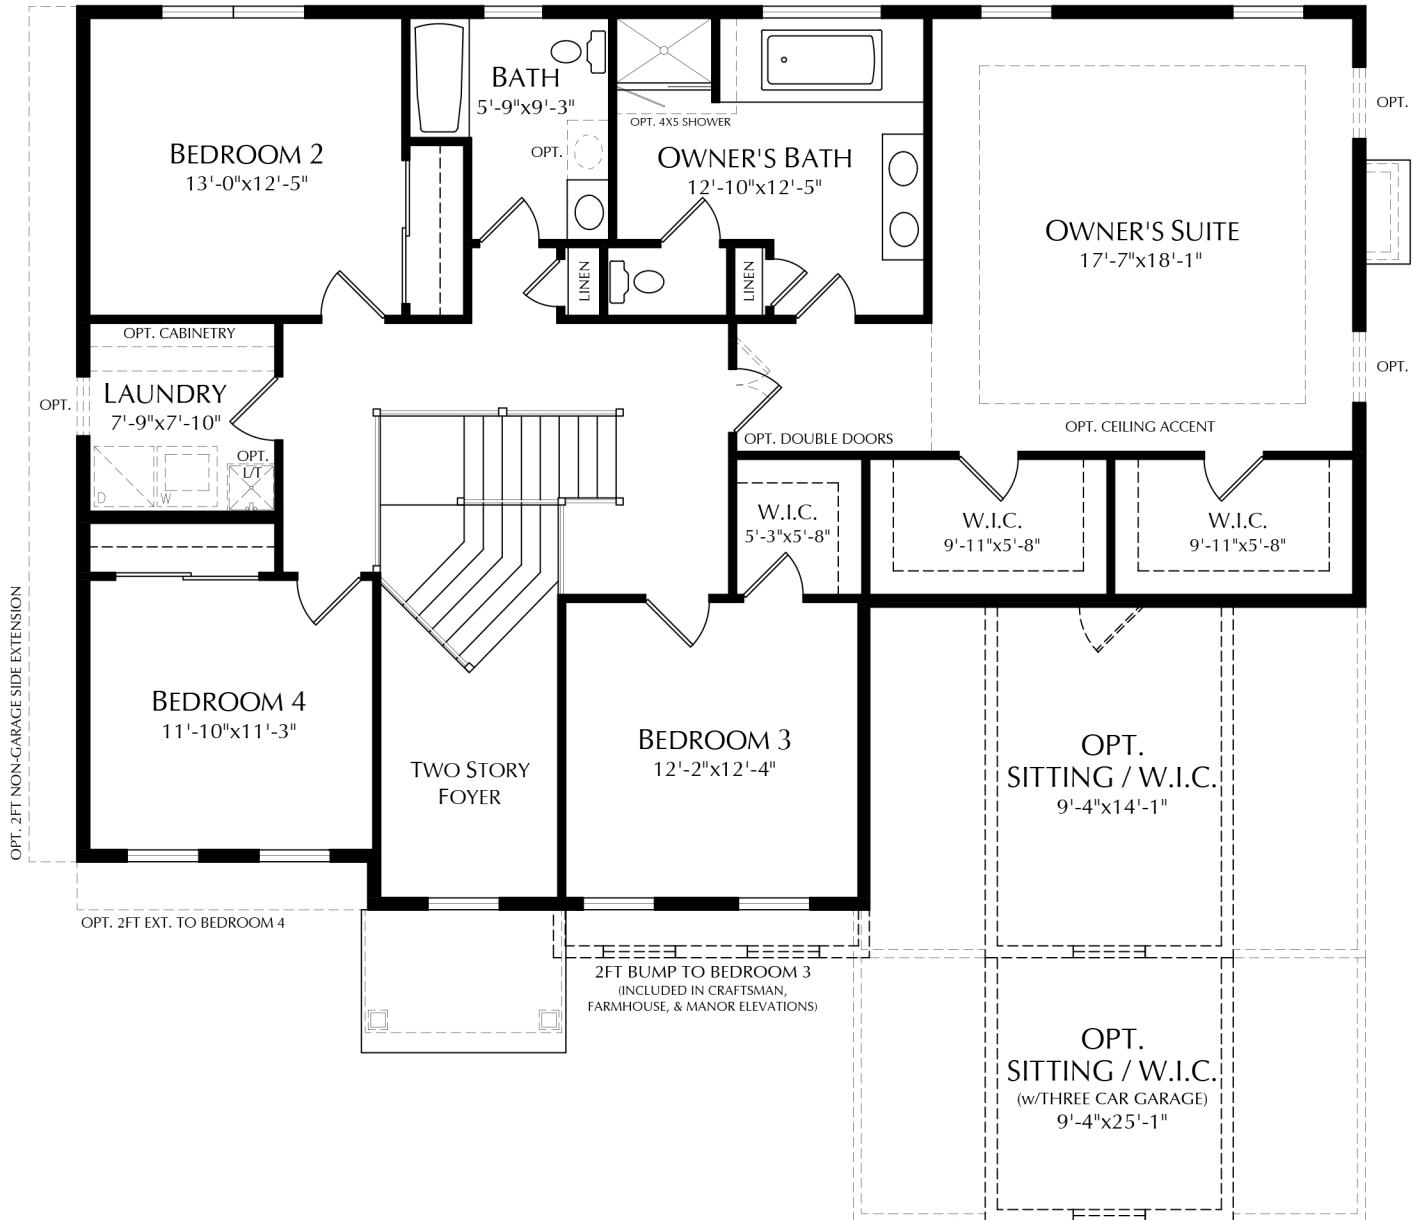 BATH
5'-9"x9'-3"
OPT.
OPT. 4X5 SHOWER
BEDROOM 2
13'-0"x12'-5"
OWNER'S BATH
12'-10"x12'-5"
OPT.
OWNER'S SUITE
17'-7"x18'-1"
LINEN
LINEN
OPT. CABINETRY
LAUNDRY
7'-9"x7'-10"
OPT.
OPT.
OPT.
L/T
D
W
OPT. DOUBLE DOORS
OPT. CEILING ACCENT
W.I.C.
5'-3"x5'-8"
W.I.C.
9'-11"x5'-8"
W.I.C.
9'-11"x5'-8"
OPT. 2FT NON-GARAGE SIDE EXTENSION
BEDROOM 4
11'-10"x11'-3"
TWO STORY
FOYER
BEDROOM 3
12'-2"x12'-4"
OPT.
SITTING / W.I.C.
9'-4"x14'-1"
OPT. 2FT EXT. TO BEDROOM 4
2FT BUMP TO BEDROOM 3
(INCLUDED IN CRAFTSMAN,
FARMHOUSE, & MANOR ELEVATIONS)
OPT.
SITTING / W.I.C.
(w/THREE CAR GARAGE)
9'-4"x25'-1"